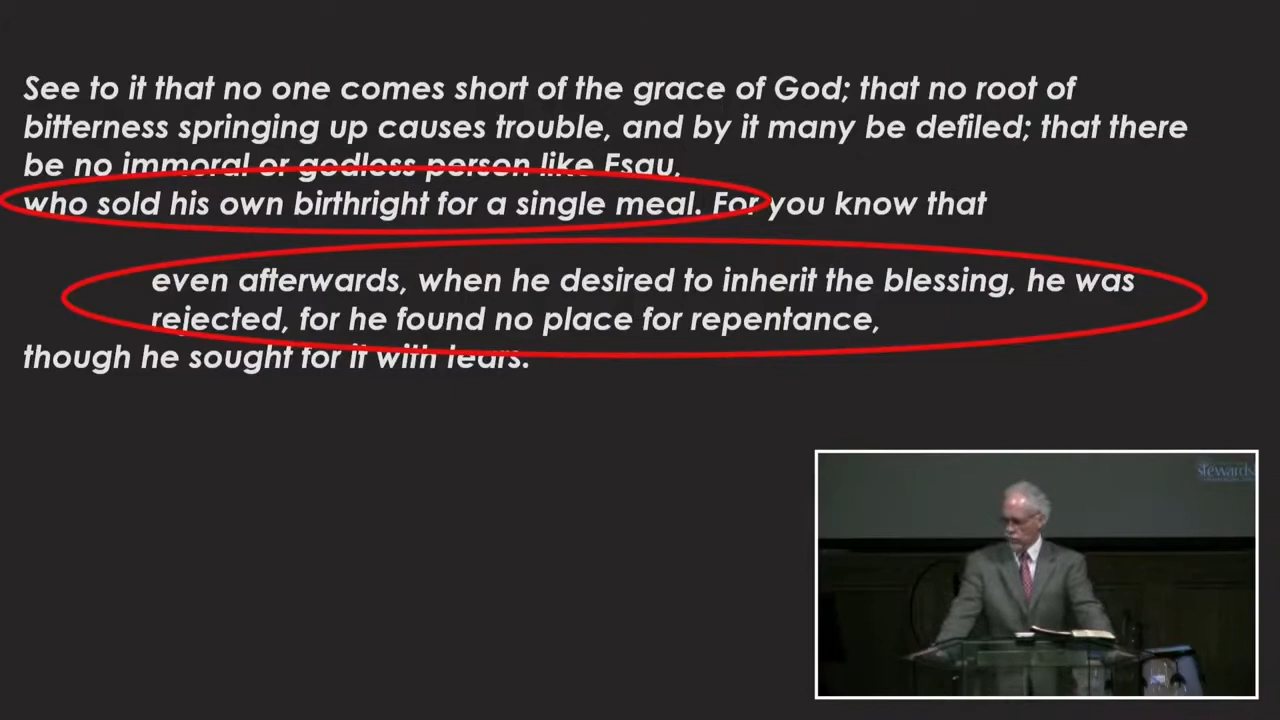 See to it that no one comes short of the grace of God; that no root of
bitterness springing up causes trouble, and by it many be defiled; that there
be no immoral or godless person like Esau,
who sold his own birthright for a single meal. For you know that
even afterwards, when he desired to inherit the blessing, he was
rejected, for he found no place for repentance,
though he sought for it with tears.